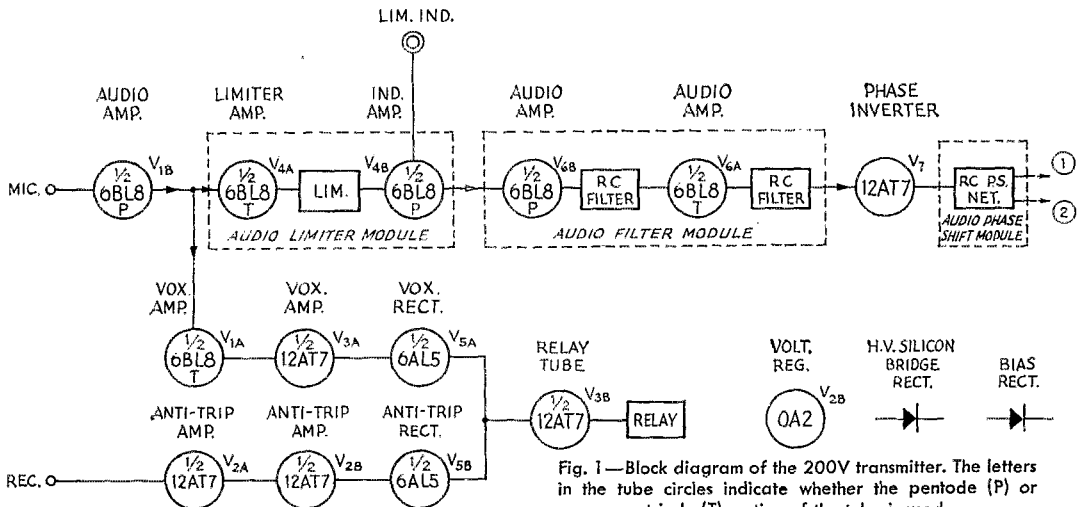 LIM. IND.
AUDIO AMP.
LIMITER AMP.
IND. AMP.
AUDIO AMP.
AUDIO AMP.
PHASE INVERTER
MIC.
½ 6BL8 P
V1B
½ 6BL8 T
V4A
LIM.
V4B
½ 6BL8 P
½ 6BL8 P
V6B
RC FILTER
½ 6BL8 T
V6A
RC FILTER
12AT7
V7
RC P.S. NET.
1
2
AUDIO LIMITER MODULE
AUDIO FILTER MODULE
AUDIO PHASE SHIFT MODULE
VOX. AMP.
VOX. AMP.
VOX. RECT.
½ 6BL8 T
V1A
½ 12AT7
V3A
½ 6AL5
V5A
RELAY TUBE
VOLT. REG.
H.V. SILICON BRIDGE RECT.
BIAS RECT.
½ 12AT7
V3B
RELAY
OA2
V2B
ANTI-TRIP AMP.
ANTI-TRIP AMP.
ANTI-TRIP RECT.
REC.
½ 12AT7
V2A
½ 12AT7
V2B
½ 6AL5
V5B
Fig. 1—Block diagram of the 200V transmitter. The letters
in the tube circles indicate whether the pentode (P) or